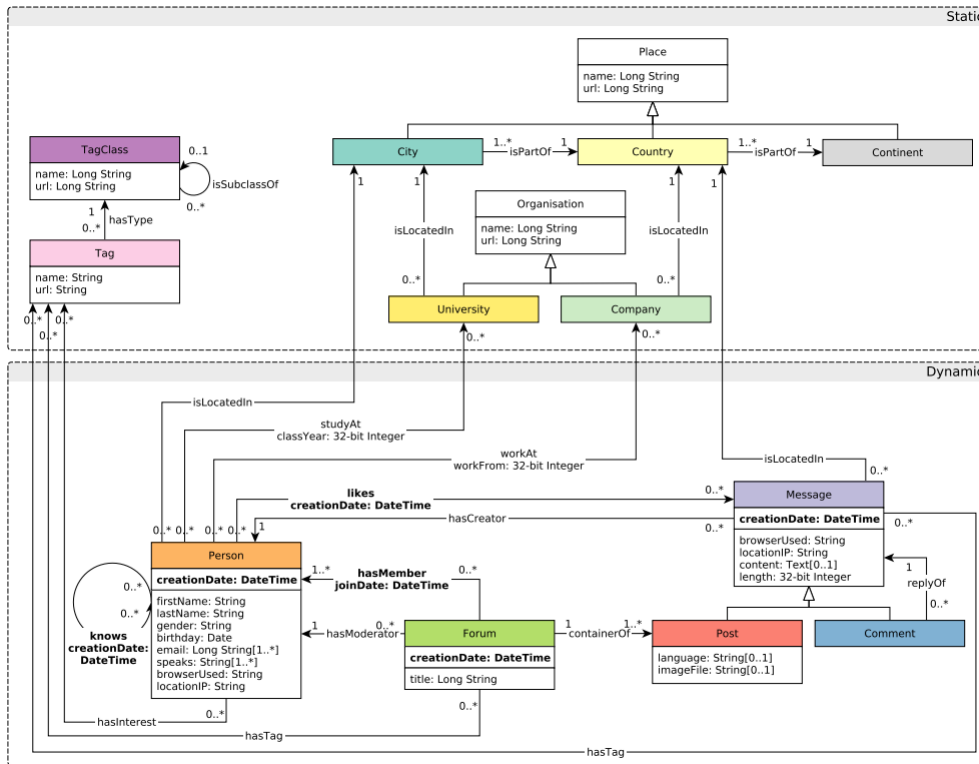 Static
Place
name: Long String
url: Long String
TagClass
name: Long String
url: Long String
0..1
isSubclassOf
0..*
City
1..*
isPartOf
1
Country
1..*
isPartOf
1
Continent
1
1
1
1
1
hasType
0..*
Organisation
name: Long String
url: Long String
isLocatedIn
isLocatedIn
Tag
name: String
url: String
0..*
0..*
University
Company
0..*
0..*
0..*
0..*
0..*
Dynamic
isLocatedIn
studyAt
classYear: 32-bit Integer
workAt
workFrom: 32-bit Integer
isLocatedIn
0..*
likes
creationDate: DateTime
0..*
hasCreator
0..*
0..*
0..*
0..*
0..*
1
Message
creationDate: DateTime
browserUsed: String
locationIP: String
content: Text[0..1]
length: 32-bit Integer
0..*
1
replyOf
0..*
Person
creationDate: DateTime
firstName: String
lastName: String
gender: String
birthday: Date
email: Long String[1..*]
speaks: String[1..*]
browserUsed: String
locationIP: String
0..*
0..*
knows
creationDate:
DateTime
1..*
hasMember
joinDate: DateTime
0..*
1
hasModerator
0..*
Forum
creationDate: DateTime
title: Long String
1
containerOf
1..*
Post
language: String[0..1]
imageFile: String[0..1]
Comment
0..*
0..*
hasInterest
hasTag
hasTag